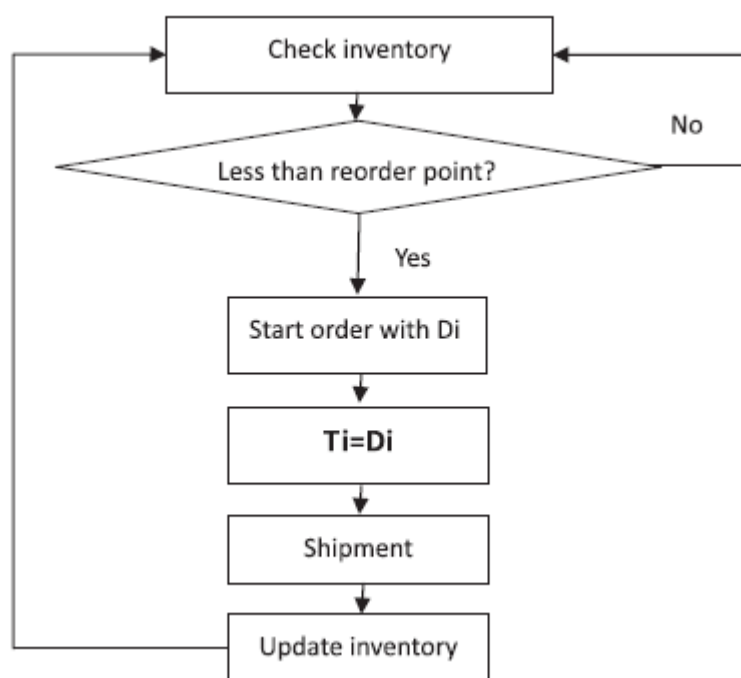 Check inventory
Less than reorder point?
No
Yes
Start order with Di
Ti=Di
Shipment
Update inventory